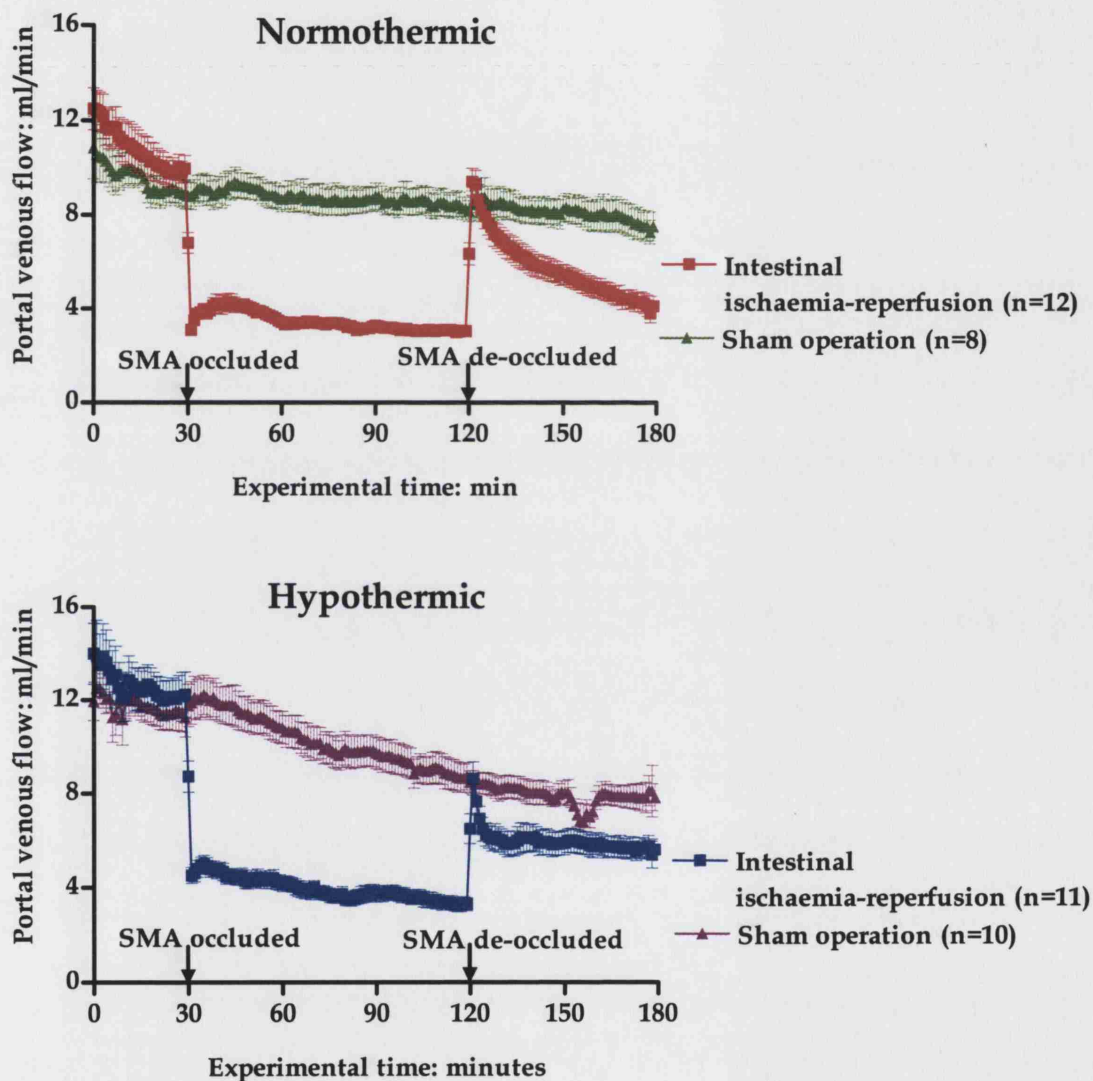 Normothermic
Portal venous flow: ml/min
16
12
8
4
0
SMA occluded
SMA de-occluded
0 30 60 90 120 150 180
Experimental time: min
Intestinal
ischaemia-reperfusion (n=12)
Sham operation (n=8)
Hypothermic
Portal venous flow: ml/min
16
12
8
4
0
SMA occluded
SMA de-occluded
0 30 60 90 120 150 180
Experimental time: minutes
Intestinal
ischaemia-reperfusion (n=11)
Sham operation (n=10)